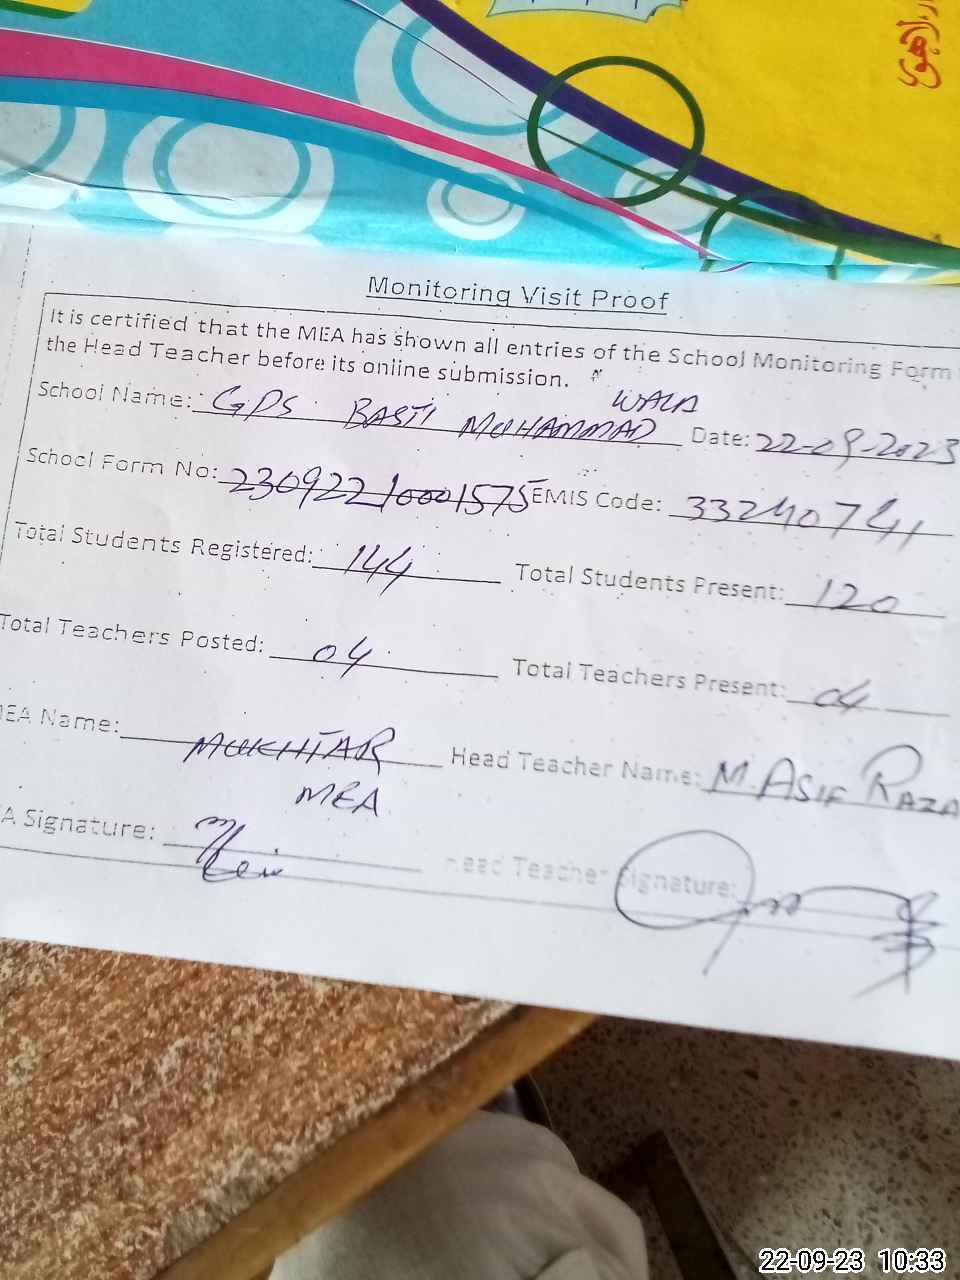 Monitoring Visit Proof
It is certified that the MEA has shown all entries of the School Monitoring Form
the Head Teacher before its online submission.
School Name: GPS BASTI MUHAMMAD WALA Date: 22-09-2023
School Form No: 23092210001575 EMIS Code: 33240741
Total Students Registered: 144 Total Students Present: 120
Total Teachers Posted: 04 Total Teachers Present: 04
MEA Name: MUKHTAR Head Teacher Name: M. ASIF RAZA
MEA
A Signature: Head Teacher Signature:
22-09-23 10:33